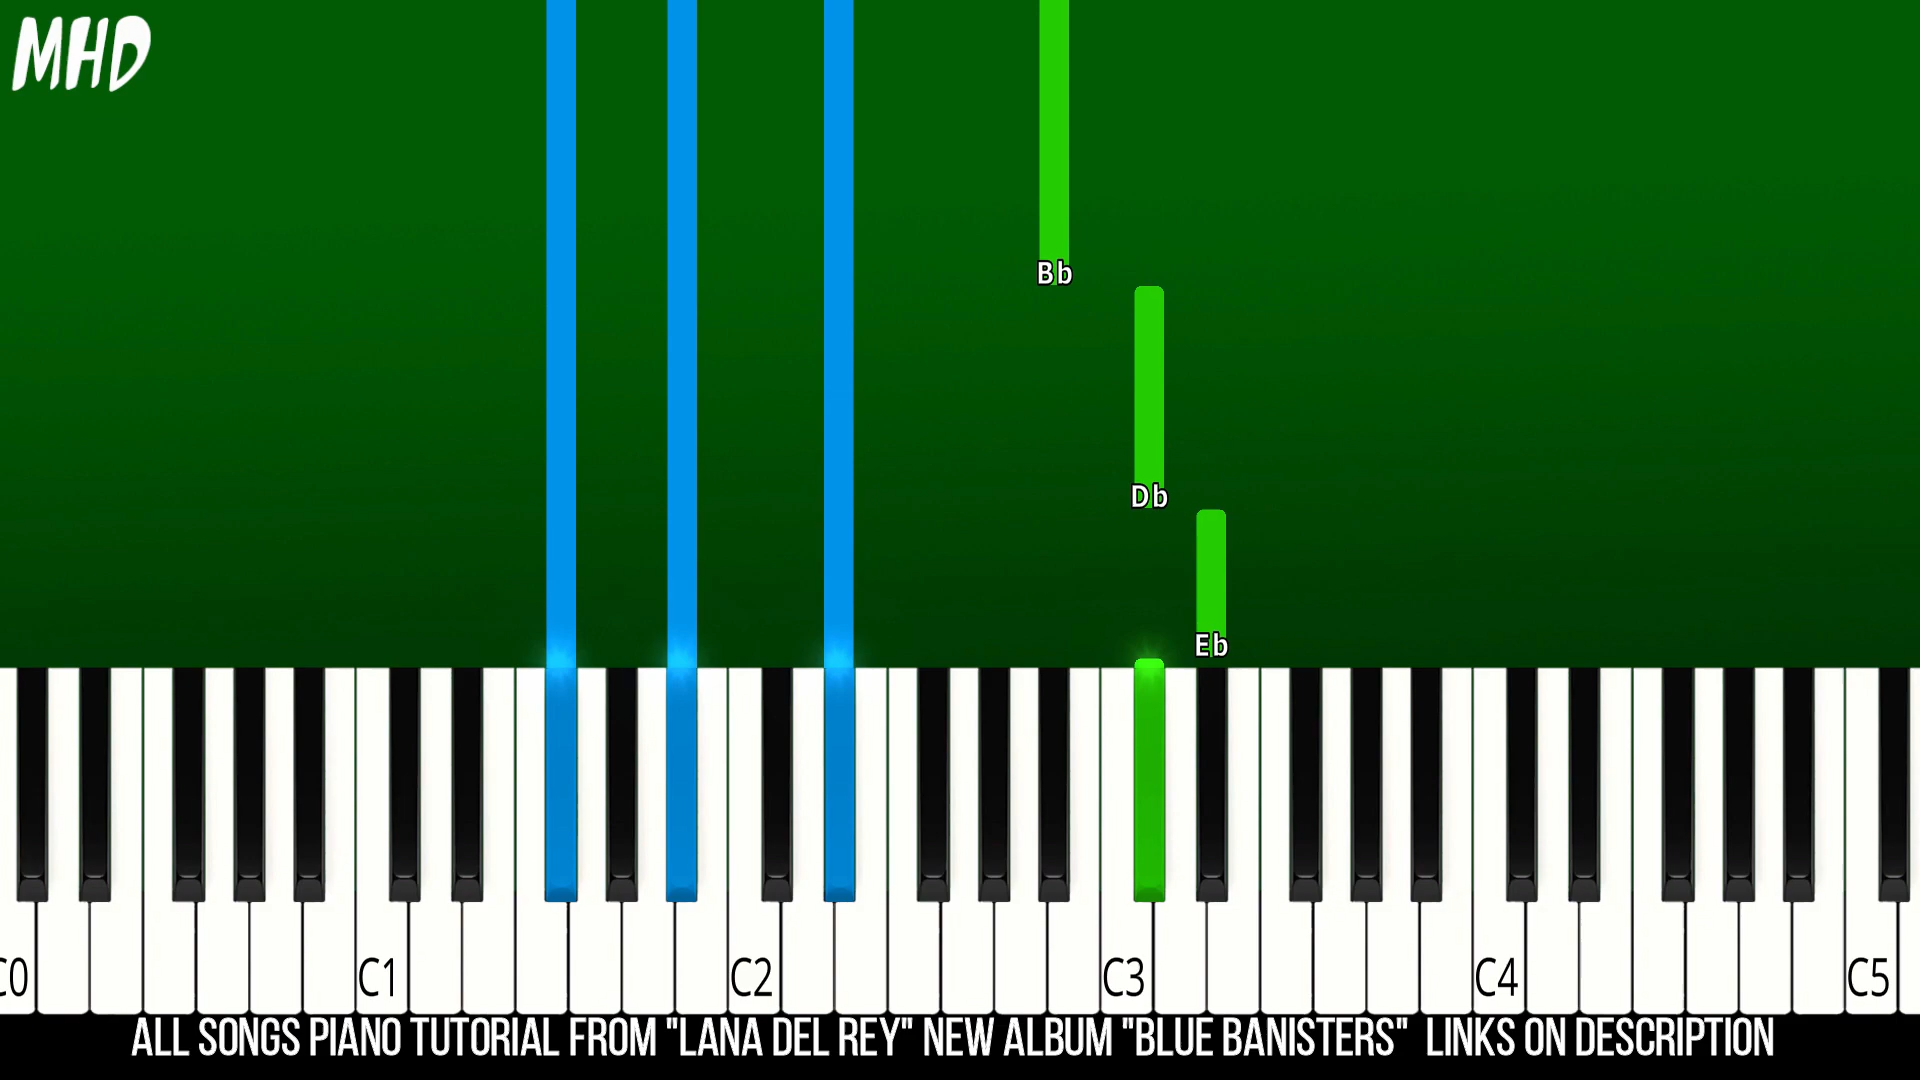 MHD
Bb
Db
Eb
C0 C1 C2 C3 C4 C5
ALL SONGS PIANO TUTORIAL FROM "LANA DEL REY" NEW ALBUM "BLUE BANISTERS" LINKS ON DESCRIPTION